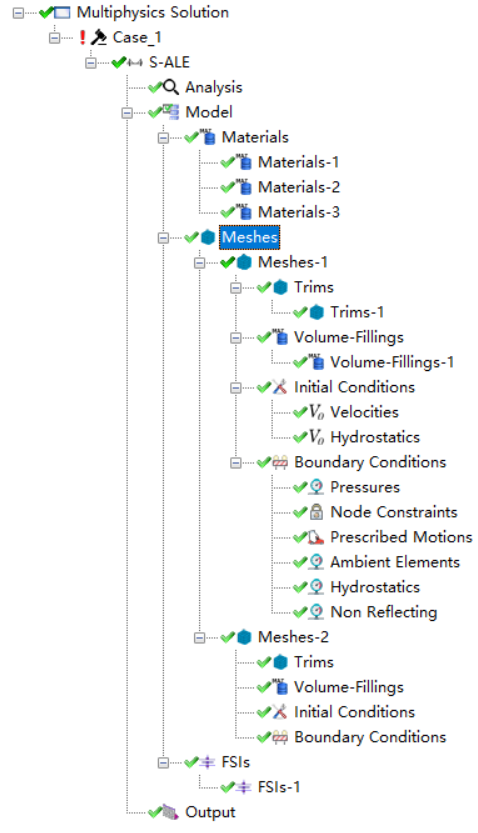 Multiphysics Solution
Case_1
S-ALE
Analysis
Model
Materials
Materials-1
Materials-2
Materials-3
Meshes
Meshes-1
Trims
Trims-1
Volume-Fillings
Volume-Fillings-1
Initial Conditions
Velocities
Hydrostatics
Boundary Conditions
Pressures
Node Constraints
Prescribed Motions
Ambient Elements
Hydrostatics
Non Reflecting
Meshes-2
Trims
Volume-Fillings
Initial Conditions
Boundary Conditions
FSIs
FSIs-1
Output